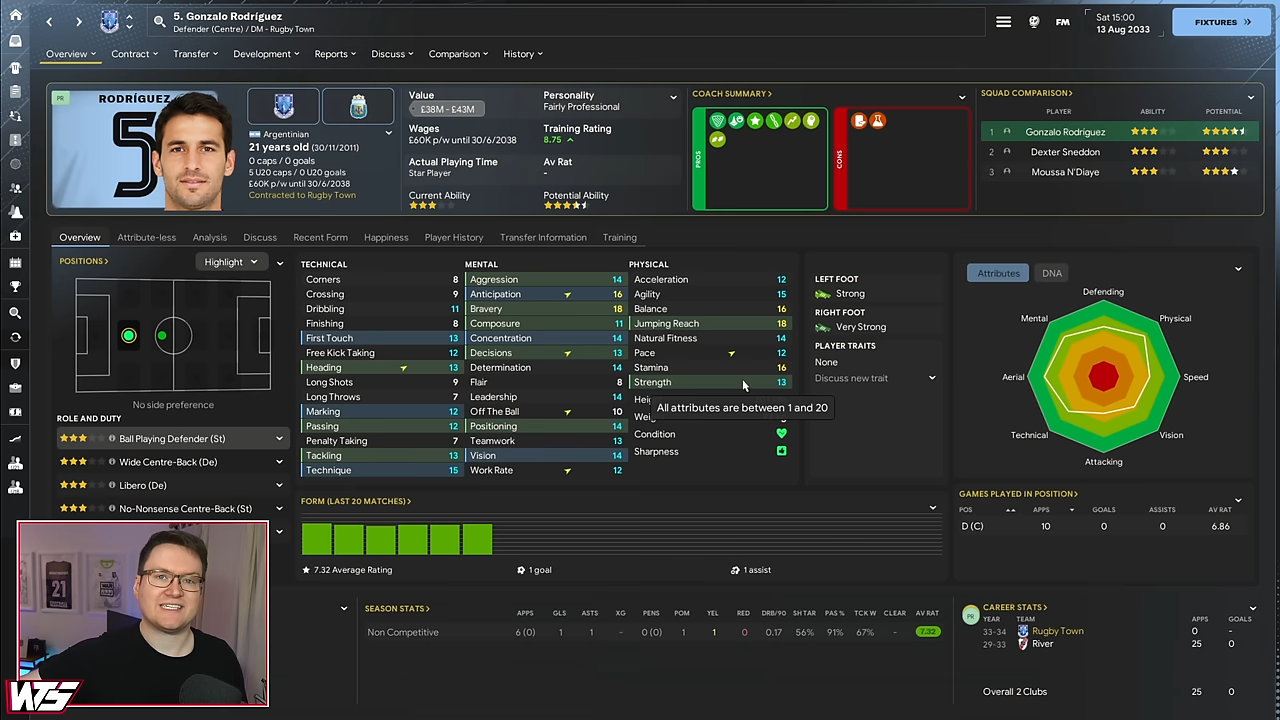 5. Gonzalo Rodríguez
Defender (Centre) / DM - Rugby Town
FM
Sat 15:00
13 Aug 2033
FIXTURES
Overview Contract Transfer Development Reports Discuss Comparison History
PR
RODRÍGUEZ
5
Argentinian
21 years old (30/11/2011)
0 caps / 0 goals
5 U20 caps / 0 U20 goals
£60K p/w until 30/6/2038
Contracted to Rugby Town
Value
£38M - £43M
Wages
£60K p/w until 30/6/2038
Actual Playing Time
Star Player
Current Ability
Personality
Fairly Professional
Training Rating
8.75
Av Rat
-
Potential Ability
COACH SUMMARY
PROS
CONS
SQUAD COMPARISON
PLAYER ABILITY POTENTIAL
1 Gonzalo Rodríguez
2 Dexter Sneddon
3 Moussa N'Diaye
Overview Attribute-less Analysis Discuss Recent Form Happiness Player History Transfer Information Training
POSITIONS
Highlight
No side preference
ROLE AND DUTY
Ball Playing Defender (St)
Wide Centre-Back (De)
Libero (De)
No-Nonsense Centre-Back (St)
TECHNICAL
Corners 8
Crossing 9
Dribbling 11
Finishing 8
First Touch 13
Free Kick Taking 12
Heading 13
Long Shots 9
Long Throws 7
Marking 12
Passing 12
Penalty Taking 7
Tackling 13
Technique 15
MENTAL
Aggression 14
Anticipation 16
Bravery 18
Composure 11
Concentration 14
Decisions 13
Determination 14
Flair 8
Leadership 14
Off The Ball 10
Positioning 14
Teamwork 13
Vision 14
Work Rate 12
PHYSICAL
Acceleration 12
Agility 15
Balance 16
Jumping Reach 18
Natural Fitness 14
Pace 12
Stamina 16
Strength 13
All attributes are between 1 and 20
Condition
Sharpness
LEFT FOOT
Strong
RIGHT FOOT
Very Strong
PLAYER TRAITS
None
Discuss new trait
Attributes DNA
Defending
Physical
Speed
Vision
Attacking
Technical
Aerial
Mental
FORM (LAST 20 MATCHES)
7.32 Average Rating
1 goal
1 assist
GAMES PLAYED IN POSITION
POS APPS GOALS ASSISTS AV RAT
D (C) 10 0 0 6.86
SEASON STATS
APPS GLS ASTS XG PENS POM YEL RED DRB/90 SH TAR PAS % TCK W CLEAR AV RAT
Non Competitive 6 (0) 1 1 - 0 (0) 1 1 0 0.17 56% 91% 67% - 7.32
PR
CAREER STATS
YEAR TEAM APPS GOALS
33-34 Rugby Town 0 -
29-33 River 25 0
Overall 2 Clubs 25 0
21
WTS